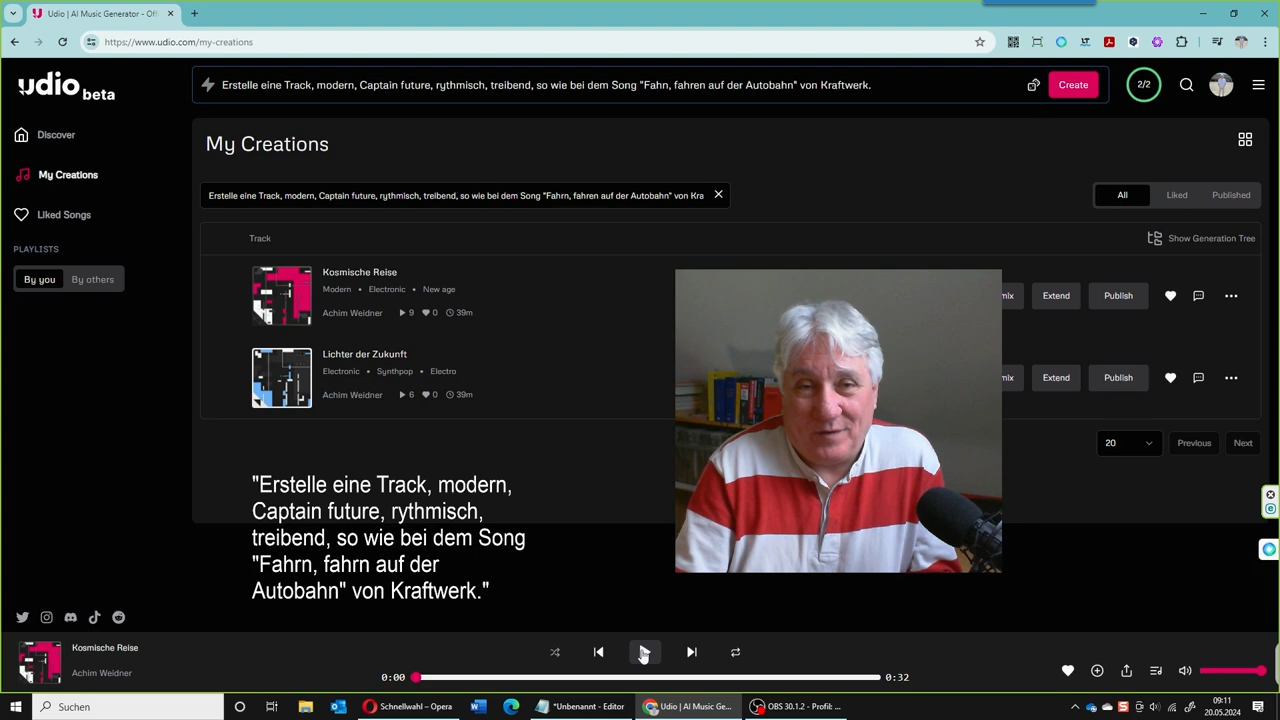 Udio | AI Music Generator - Offi
https://www.udio.com/my-creations
udio beta
Erstelle eine Track, modern, Captain future, rythmisch, treibend, so wie bei dem Song "Fahn, fahren auf der Autobahn" von Kraftwerk.
Create
2/2
Discover
My Creations
Liked Songs
PLAYLISTS
By you
By others
My Creations
Erstelle eine Track, modern, Captain future, rythmisch, treibend, so wie bei dem Song "Fahrn, fahren auf der Autobahn" von Kra
All
Liked
Published
Track
Show Generation Tree
Kosmische Reise
Modern • Electronic • New age
Achim Weidner 9 0 39m
mix
Extend
Publish
Lichter der Zukunft
Electronic • Synthpop • Electro
Achim Weidner 6 0 39m
mix
Extend
Publish
20
Previous
Next
"Erstelle eine Track, modern,
Captain future, rythmisch,
treibend, so wie bei dem Song
"Fahrn, fahrn auf der
Autobahn" von Kraftwerk."
Kosmische Reise
Achim Weidner
0:00
0:32
Suchen
Schnellwahl – Opera
*Unbenannt - Editor
Udio | AI Music Ge...
OBS 30.1.2 - Profil: ...
09:11
20.05.2024